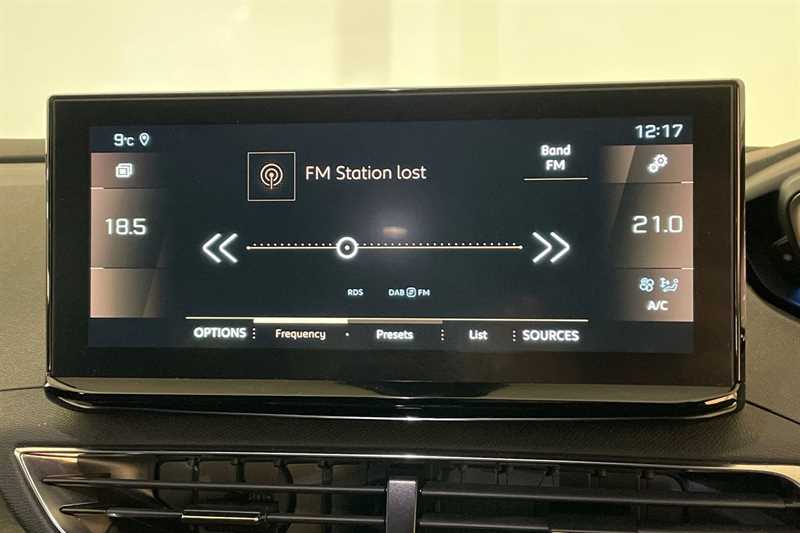 9°C
12:17
FM Station lost
Band
FM
18.5
21.0
RDS
DAB FM
A/C
OPTIONS
Frequency
Presets
List
SOURCES